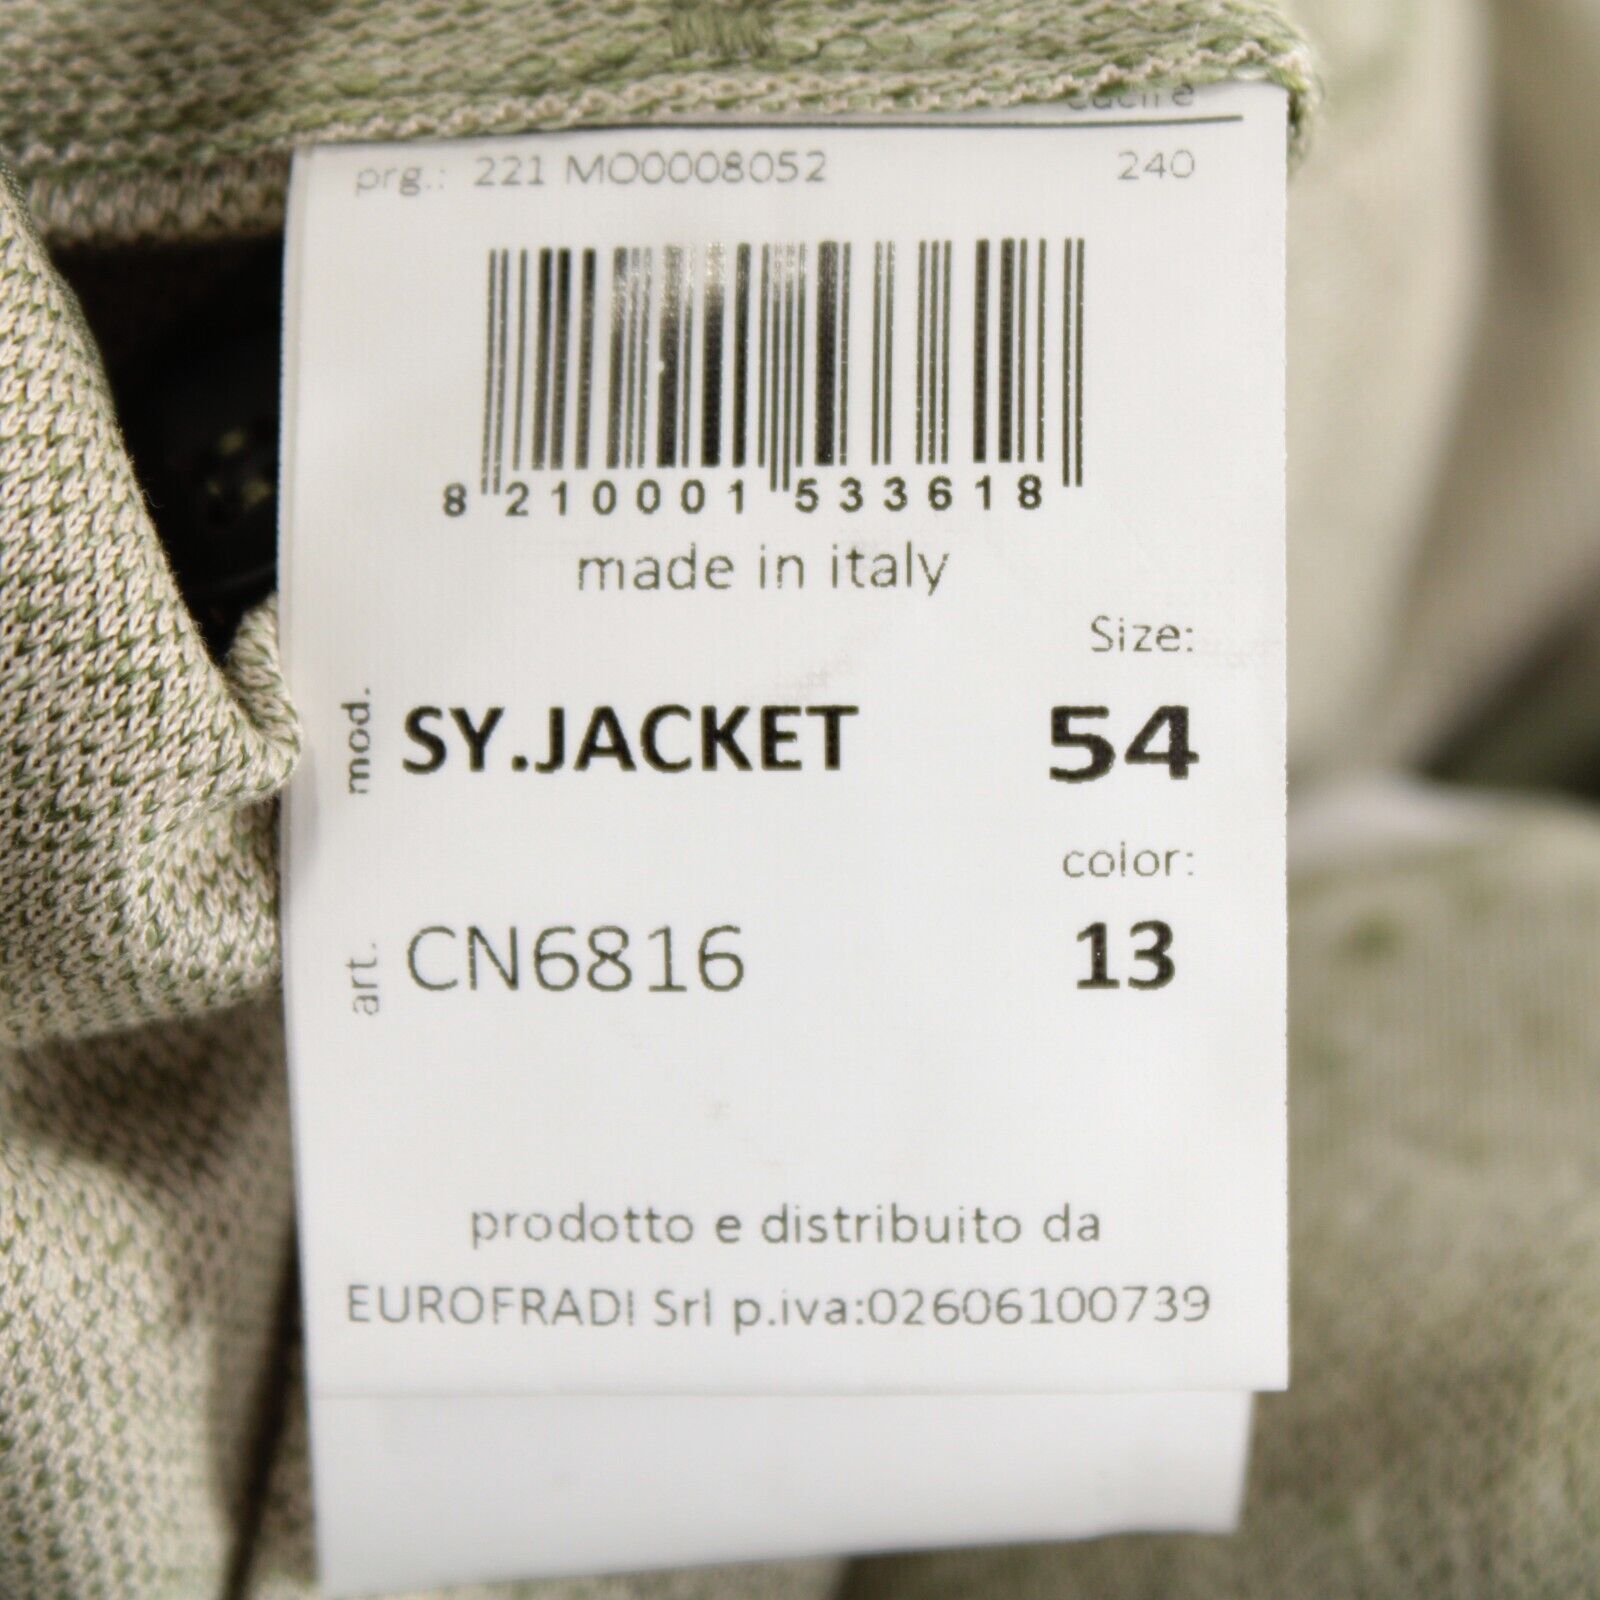 prg.: 221 MO0008052 240
8 210001 533618
made in italy
Size:
mod. SY.JACKET 54
color:
art. CN6816 13
prodotto e distribuito da
EUROFRADI Srl p.iva:02606100739